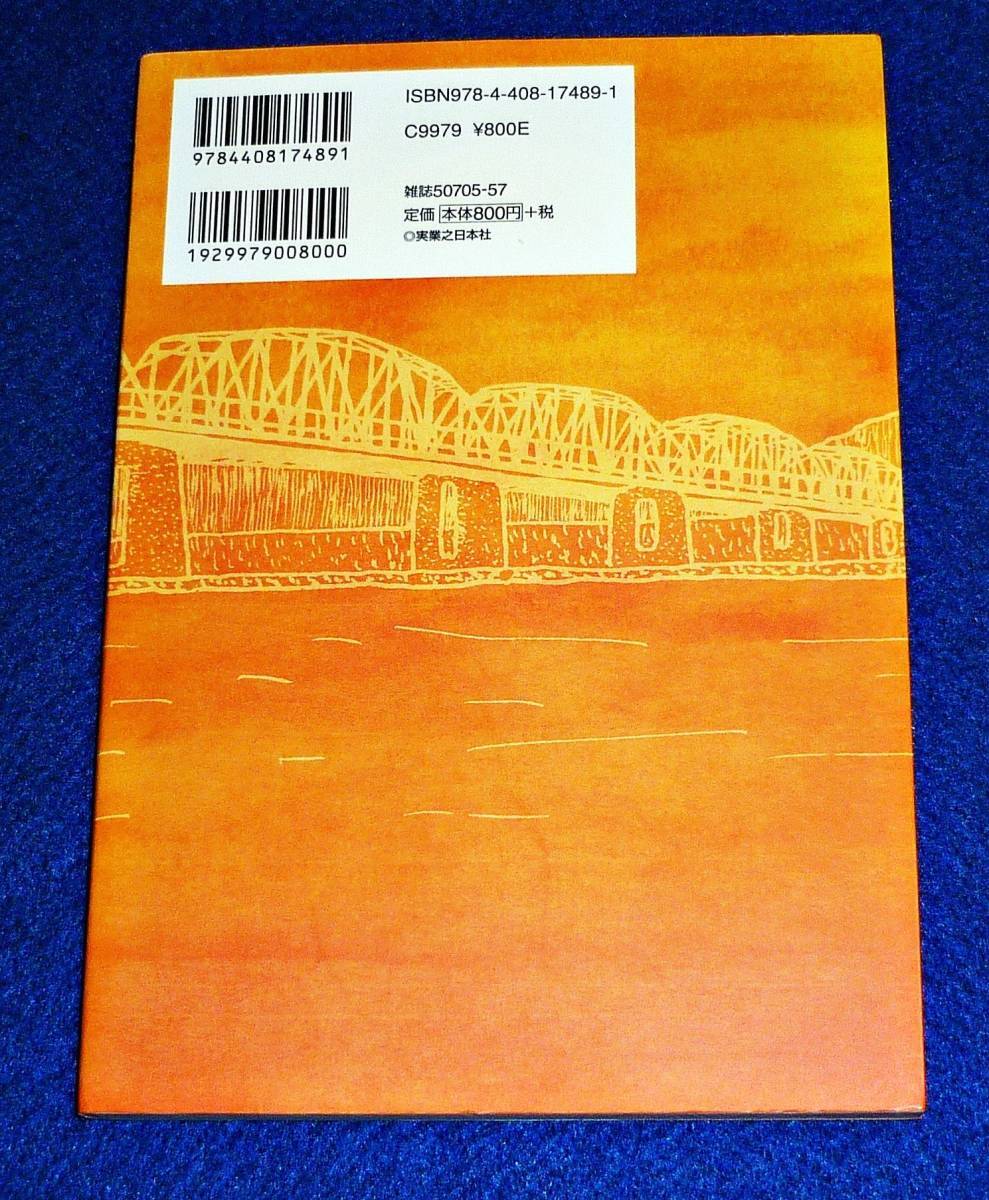 ISBN978-4-408-17489-1
9784408174891
C9979 ¥800E
1929979008000
雑誌50705-57
定価 本体800円+税
◎実業之日本社